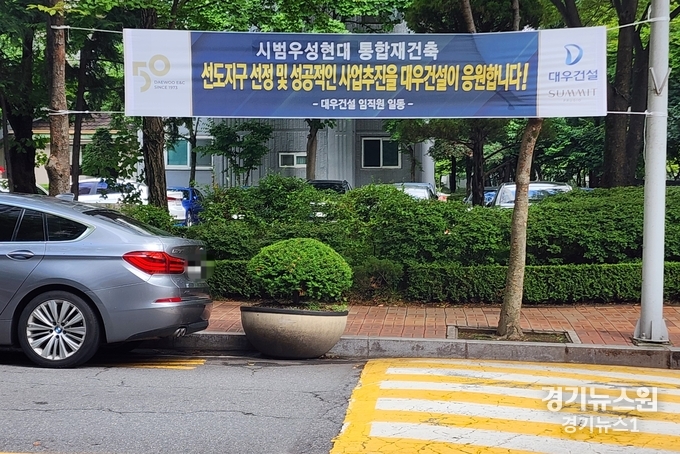 시범우성현대 통합재건축
50
DAEWOO E&C
SINCE 1973
선도지구 선정 및 성공적인 사업추진을 대우건설이 응원합니다!
- 대우건설 임직원 일동 -
대우건설
SUMMIT
경기뉴스원
경기뉴스1